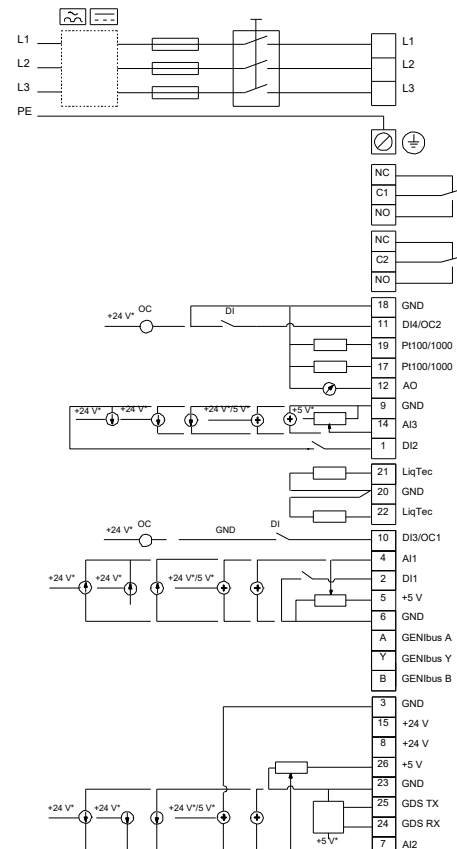 L1
L2
L3
PE
L1
L2
L3
NC
C1
NO
NC
C2
NO
18 GND
+24 V* OC DI 11 DI4/OC2
19 Pt100/1000
17 Pt100/1000
12 AO
9 GND
+24 V* +24 V* +24 V*/5 V* +5 V*
14 AI3
1 DI2
21 LiqTec
20 GND
22 LiqTec
+24 V* OC GND DI 10 DI3/OC1
4 AI1
+24 V* +24 V* +24 V*/5 V* 2 DI1
5 +5 V
6 GND
A GENIbus A
Y GENIbus Y
B GENIbus B
3 GND
15 +24 V
8 +24 V
26 +5 V
23 GND
+24 V* +24 V* +24 V*/5 V* 25 GDS TX
24 GDS RX
+5 V* 7 AI2